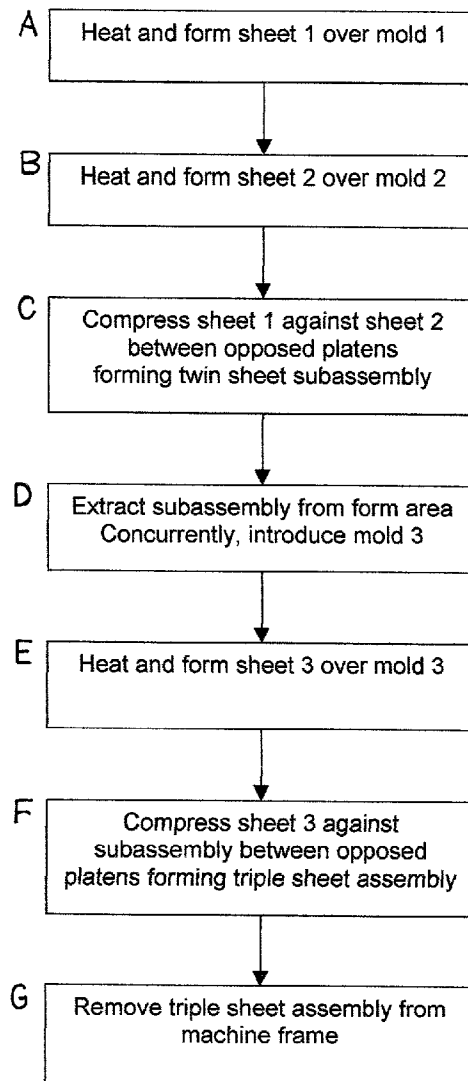 A
Heat and form sheet 1 over mold 1
B
Heat and form sheet 2 over mold 2
C
Compress sheet 1 against sheet 2
between opposed platens
forming twin sheet subassembly
D
Extract subassembly from form area
Concurrently, introduce mold 3
E
Heat and form sheet 3 over mold 3
F
Compress sheet 3 against
subassembly between opposed
platens forming triple sheet assembly
G
Remove triple sheet assembly from
machine frame